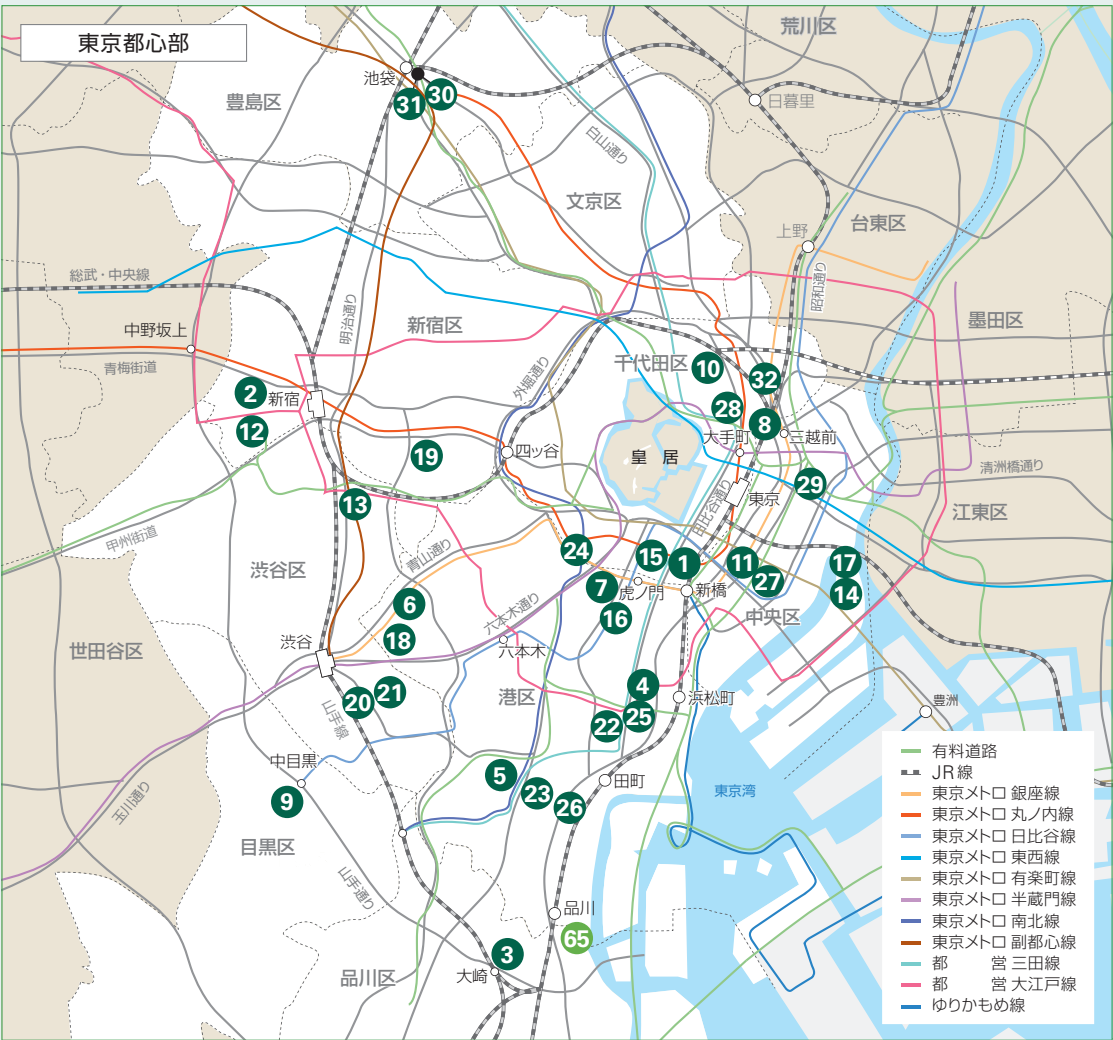 東京都心部
荒川区
池袋
30
31
豊島区
日暮里
白山通り
文京区
台東区
上野
昭和通り
総武・中央線
明治通り
新宿区
墨田区
中野坂上
青梅街道
外堀通り
千代田区
10
32
2
新宿
28
8
12
大手町
三越前
19
四ッ谷
皇居
清洲橋通り
29
東京
日比谷通り
13
江東区
甲州街道
青山通り
24
15
1
11
17
渋谷区
27
7
虎ノ門
新橋
14
6
16
中央区
六本木通り
18
世田谷区
渋谷
六本木
4
港区
浜松町
21
20
25
22
豊洲
山手線
中目黒
5
田町
東京湾
23
9
26
玉川通り
目黒区
山手通り
品川
65
3
大崎
品川区
有料道路
JR線
東京メトロ 銀座線
東京メトロ 丸ノ内線
東京メトロ 日比谷線
東京メトロ 東西線
東京メトロ 有楽町線
東京メトロ 半蔵門線
東京メトロ 南北線
東京メトロ 副都心線
都 営 三田線
都 営 大江戸線
ゆりかもめ線